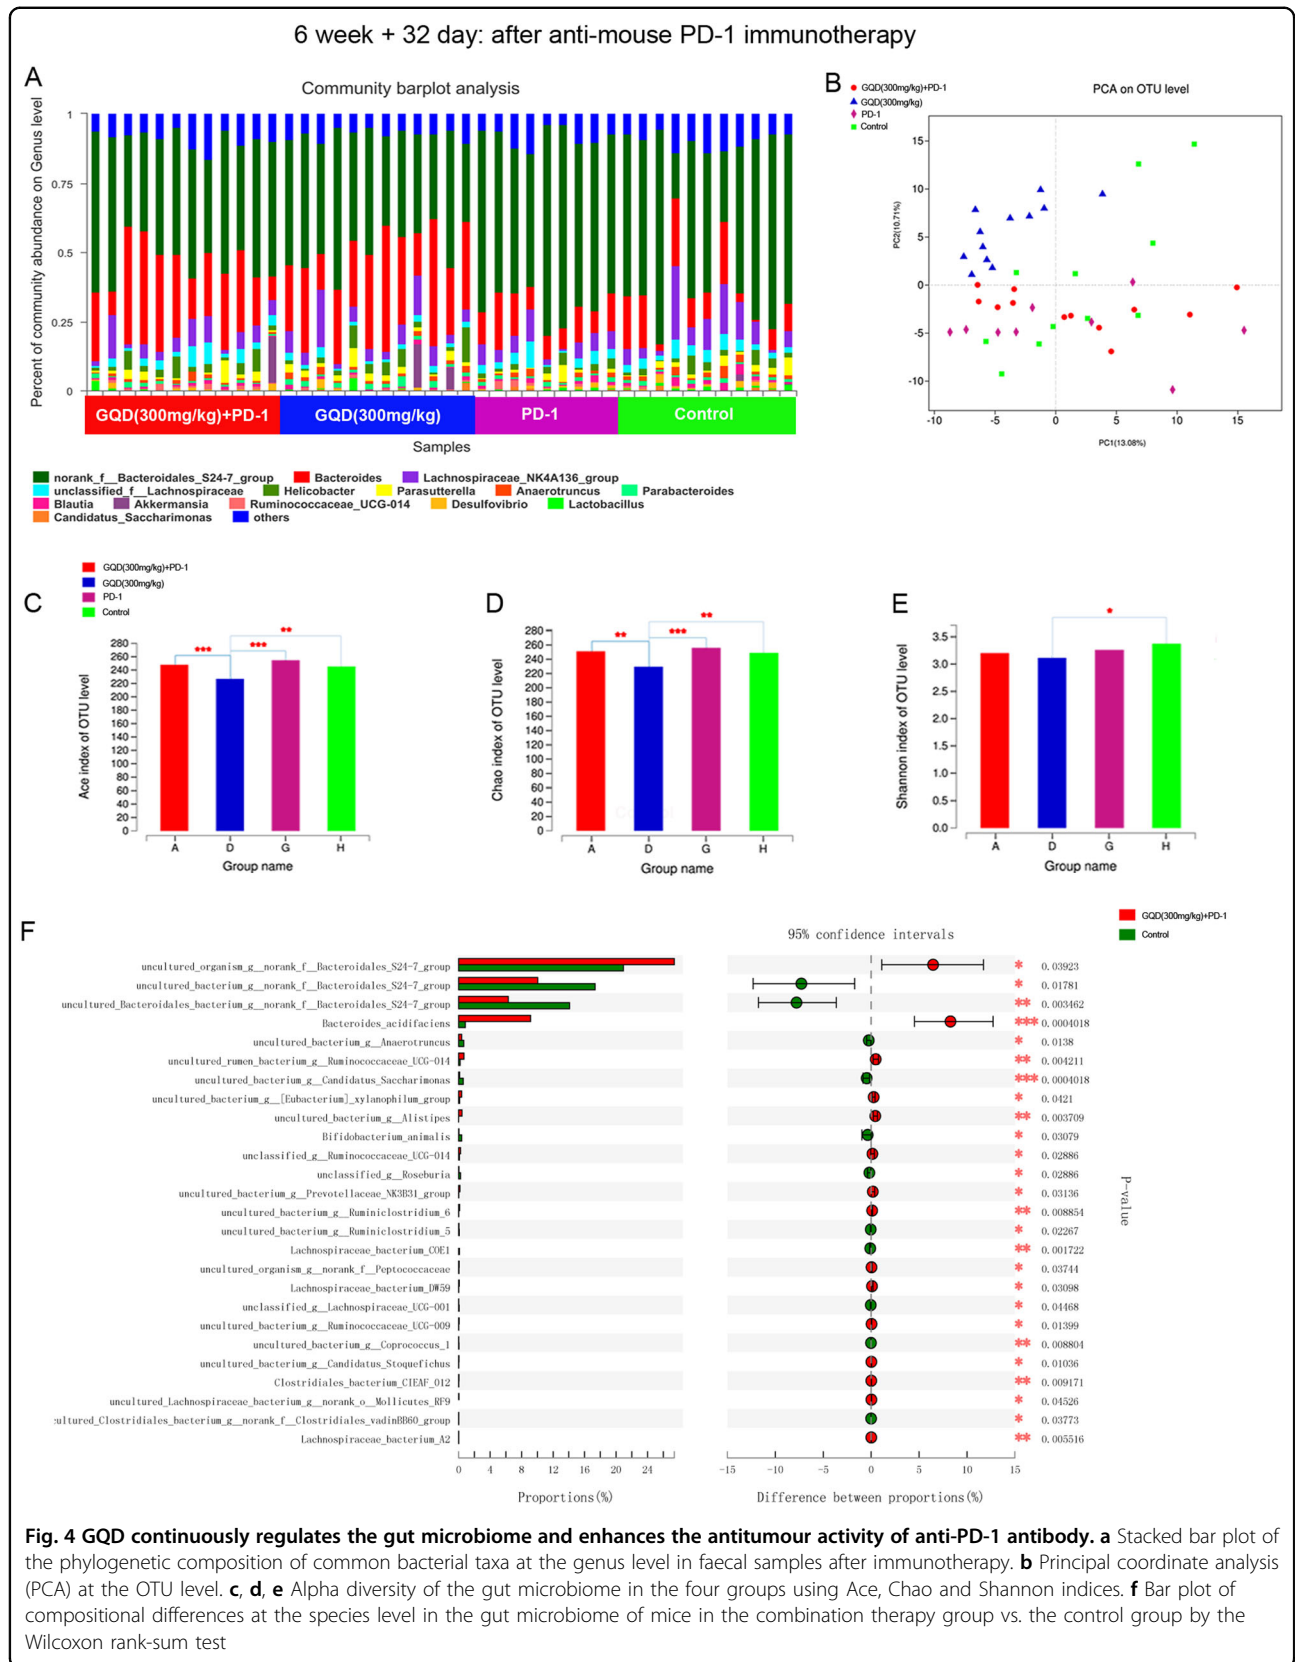 6 week + 32 day: after anti-mouse PD-1 immunotherapy
A
Community barplot analysis
Percent of community abundance on Genus level
1
0.75
0.5
0.25
0
GQD(300mg/kg)+PD-1
GQD(300mg/kg)
PD-1
Control
Samples
norank_f__Bacteroidales_S24-7_group
Bacteroides
Lachnospiraceae_NK4A136_group
unclassified_f__Lachnospiraceae
Helicobacter
Parasutterella
Anaerotruncus
Parabacteroides
Blautia
Akkermansia
Ruminococcaceae_UCG-014
Desulfovibrio
Lactobacillus
Candidatus_Saccharimonas
others
B
GQD(300mg/kg)+PD-1
GQD(300mg/kg)
PD-1
Control
PCA on OTU level
PC2(10.71%)
15
10
5
0
-5
-10
-10
-5
0
5
10
15
PC1(13.08%)
GQD(300mg/kg)+PD-1
GQD(300mg/kg)
PD-1
Control
C
Ace index of OTU level
280
260
240
220
200
180
160
140
120
100
80
60
40
20
0
***
***
**
A
D
G
H
Group name
D
Chao index of OTU level
280
260
240
220
200
180
160
140
120
100
80
60
40
20
0
**
***
**
A
D
G
H
Group name
E
Shannon index of OTU level
3.5
3.0
2.5
2.0
1.5
1.0
0.5
0.0
*
A
D
G
H
Group name
F
GQD(300mg/kg)+PD-1
Control
95% confidence intervals
uncultured_organism_g__norank_f__Bacteroidales_S24-7_group * 0.03923
uncultured_bacterium_g__norank_f__Bacteroidales_S24-7_group * 0.01781
uncultured_Bacteroidales_bacterium_g__norank_f__Bacteroidales_S24-7_group ** 0.003462
Bacteroides_acidifaciens *** 0.0004018
uncultured_bacterium_g__Anaerotruncus * 0.0138
uncultured_rumen_bacterium_g__Ruminococcaceae_UCG-014 ** 0.004211
uncultured_bacterium_g__Candidatus_Saccharimonas *** 0.0004018
uncultured_bacterium_g__[Eubacterium]_xylanophilum_group * 0.0421
uncultured_bacterium_g__Alistipes ** 0.003709
Bifidobacterium_animalis * 0.03079
unclassified_g__Ruminococcaceae_UCG-014 * 0.02886
unclassified_g__Roseburia * 0.02886
uncultured_bacterium_g__Prevotellaceae_NK3B31_group * 0.03136
uncultured_bacterium_g__Ruminiclostridium_6 ** 0.008854
uncultured_bacterium_g__Ruminiclostridium_5 * 0.02267
Lachnospiraceae_bacterium_COE1 ** 0.001722
uncultured_organism_g__norank_f__Peptococcaceae * 0.03744
Lachnospiraceae_bacterium_DW59 * 0.03098
unclassified_g__Lachnospiraceae_UCG-001 * 0.04468
uncultured_bacterium_g__Ruminococcaceae_UCG-009 * 0.01399
uncultured_bacterium_g__Coprococcus_1 ** 0.008804
uncultured_bacterium_g__Candidatus_Stoquefichus * 0.01036
Clostridiales_bacterium_CIEAF_012 ** 0.009171
uncultured_Lachnospiraceae_bacterium_g__norank_o__Mollicutes_RF9 * 0.04526
cultured_Clostridiales_bacterium_g__norank_f__Clostridiales_vadinBB60_group * 0.03773
Lachnospiraceae_bacterium_A2 ** 0.005516
P-value
0 4 8 12 16 20 24
-15 -10 -5 0 5 10 15
Proportions(%)
Difference between proportions(%)
Fig. 4 GQD continuously regulates the gut microbiome and enhances the antitumour activity of anti-PD-1 antibody. a Stacked bar plot of
the phylogenetic composition of common bacterial taxa at the genus level in faecal samples after immunotherapy. b Principal coordinate analysis
(PCA) at the OTU level. c, d, e Alpha diversity of the gut microbiome in the four groups using Ace, Chao and Shannon indices. f Bar plot of
compositional differences at the species level in the gut microbiome of mice in the combination therapy group vs. the control group by the
Wilcoxon rank-sum test